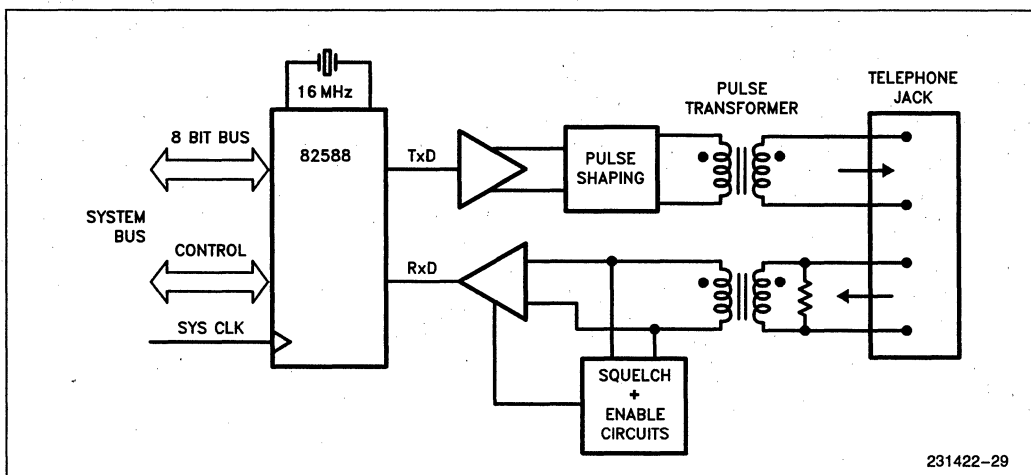 16 MHz
8 BIT BUS
82588
TxD
PULSE
SHAPING
PULSE
TRANSFORMER
TELEPHONE
JACK
SYSTEM
BUS
CONTROL
RxD
SYS CLK
SQUELCH
+
ENABLE
CIRCUITS
231422-29